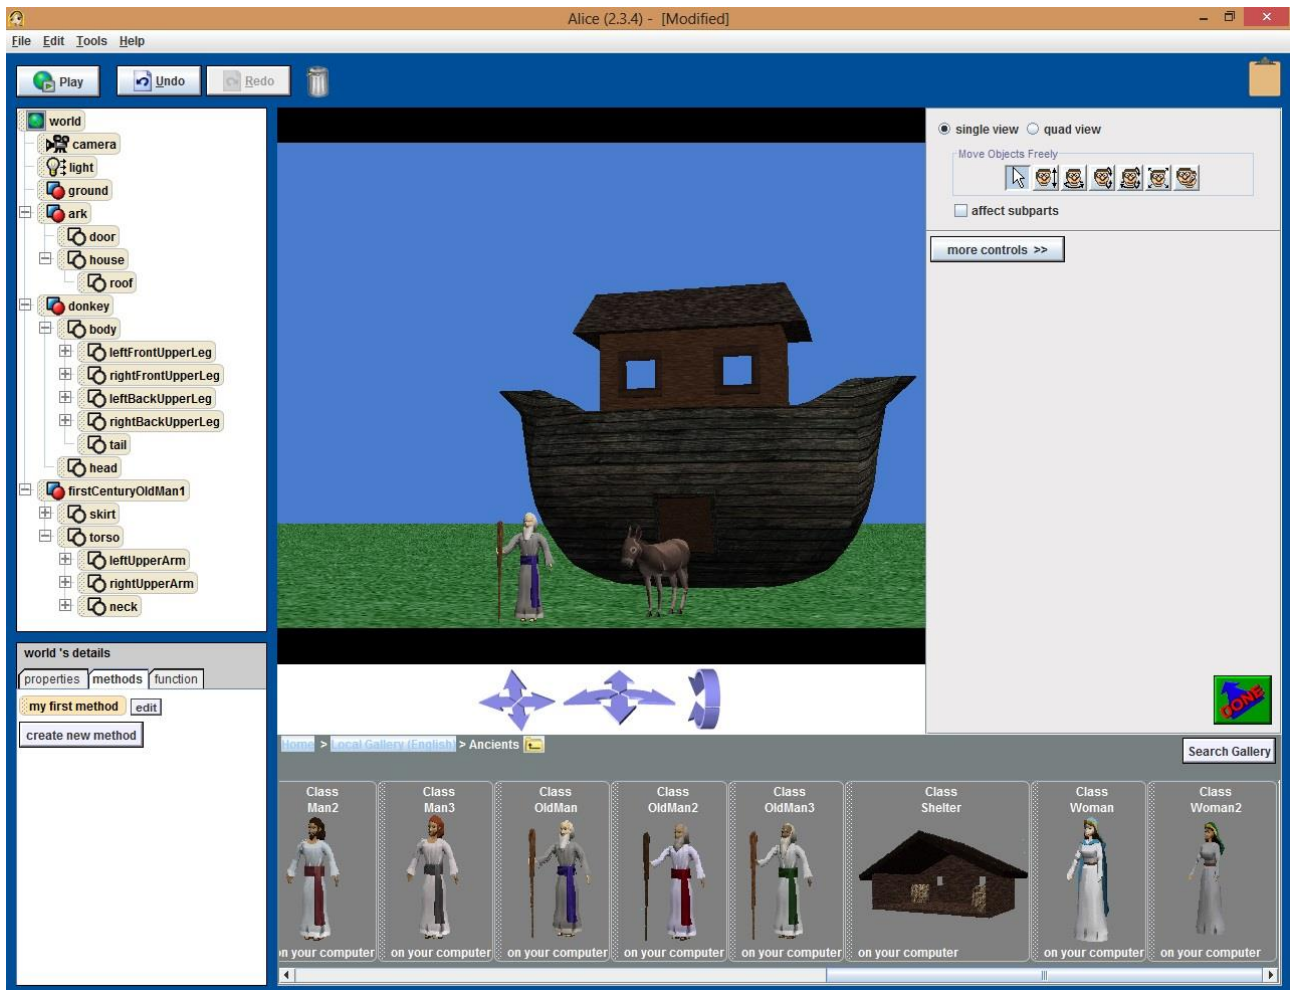 Alice (2.3.4) - [Modified]
File Edit Tools Help
Play Undo Redo
world
camera
light
ground
ark
door
house
roof
donkey
body
leftFrontUpperLeg
rightFrontUpperLeg
leftBackUpperLeg
rightBackUpperLeg
tail
head
firstCenturyOldMan1
skirt
torso
leftUpperArm
rightUpperArm
neck
single view quad view
Move Objects Freely
affect subparts
more controls >>
DONE
world 's details
properties methods function
my first method edit
create new method
Home > Local Gallery (English) > Ancients
Search Gallery
Class
Man2
on your computer
Class
Man3
on your computer
Class
OldMan
on your computer
Class
OldMan2
on your computer
Class
OldMan3
on your computer
Class
Shelter
on your computer
Class
Woman
on your computer
Class
Woman2
on your computer